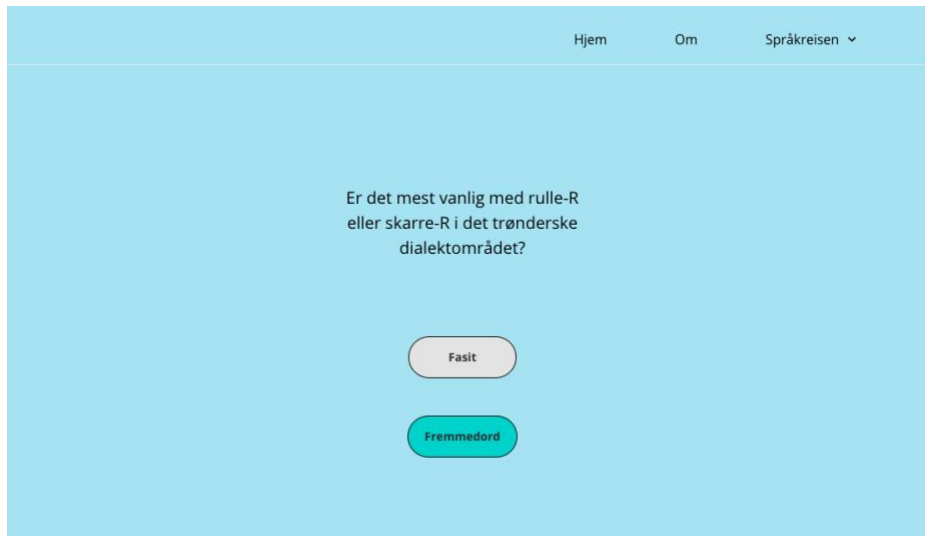 Hjem Om Språkreisen
Er det mest vanlig med rulle-R
eller skarre-R i det trønderske
dialektområdet?
Fasit
Fremmedord